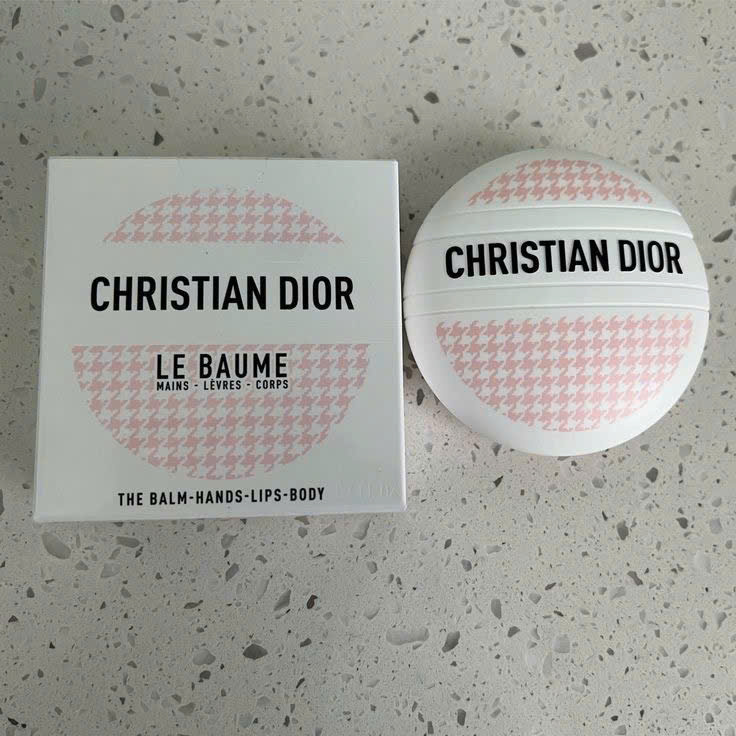 CHRISTIAN DIOR
LE BAUME
MAINS - LÈVRES - CORPS
THE BALM-HANDS-LIPS-BODY
CHRISTIAN DIOR